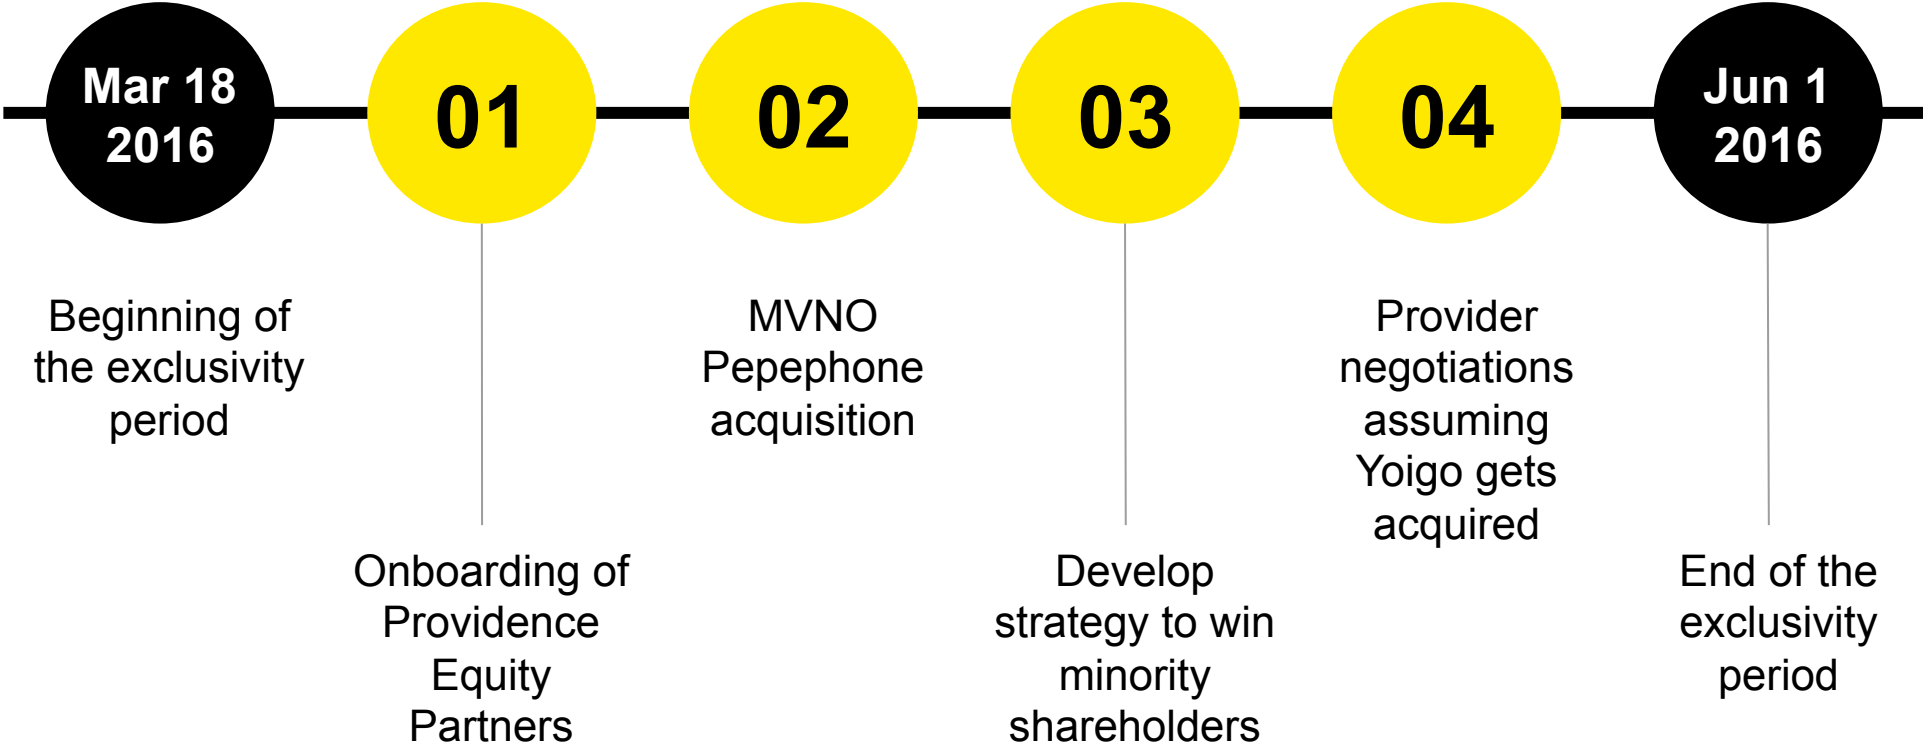 Mar 18
2016
01
02
03
04
Jun 1
2016
Beginning of
the exclusivity
period
Onboarding of
Providence
Equity
Partners
MVNO
Pepephone
acquisition
Develop
strategy to win
minority
shareholders
Provider
negotiations
assuming
Yoigo gets
acquired
End of the
exclusivity
period